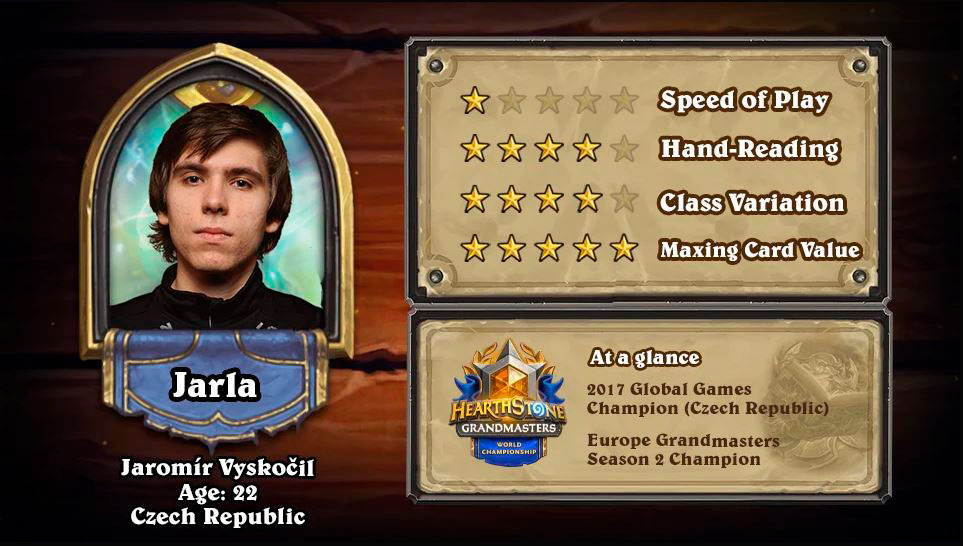 Jarla
Jaromír Vyskočil
Age: 22
Czech Republic
Speed of Play
Hand-Reading
Class Variation
Maxing Card Value
HEARTHSTONE
GRANDMASTERS
WORLD
CHAMPIONSHIP
At a glance
2017 Global Games
Champion (Czech Republic)
Europe Grandmasters
Season 2 Champion